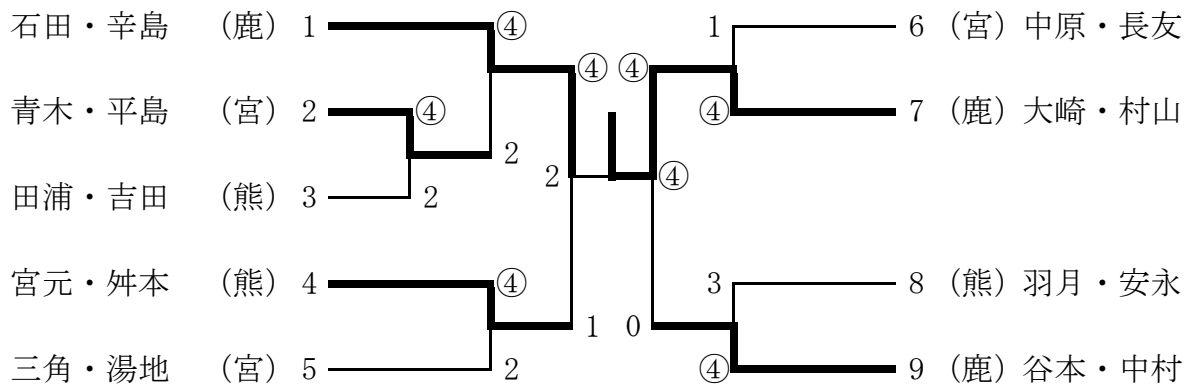 石田・辛島 (鹿) 1 ④ 1 6 (宮) 中原・長友
④ ④
青木・平島 (宮) 2 ④ ④ 7 (鹿) 大崎・村山
2 2 ④
田浦・吉田 (熊) 3 2
宮元・舛本 (熊) 4 ④ 3 8 (熊) 羽月・安永
1 0
三角・湯地 (宮) 5 2 ④ 9 (鹿) 谷本・中村